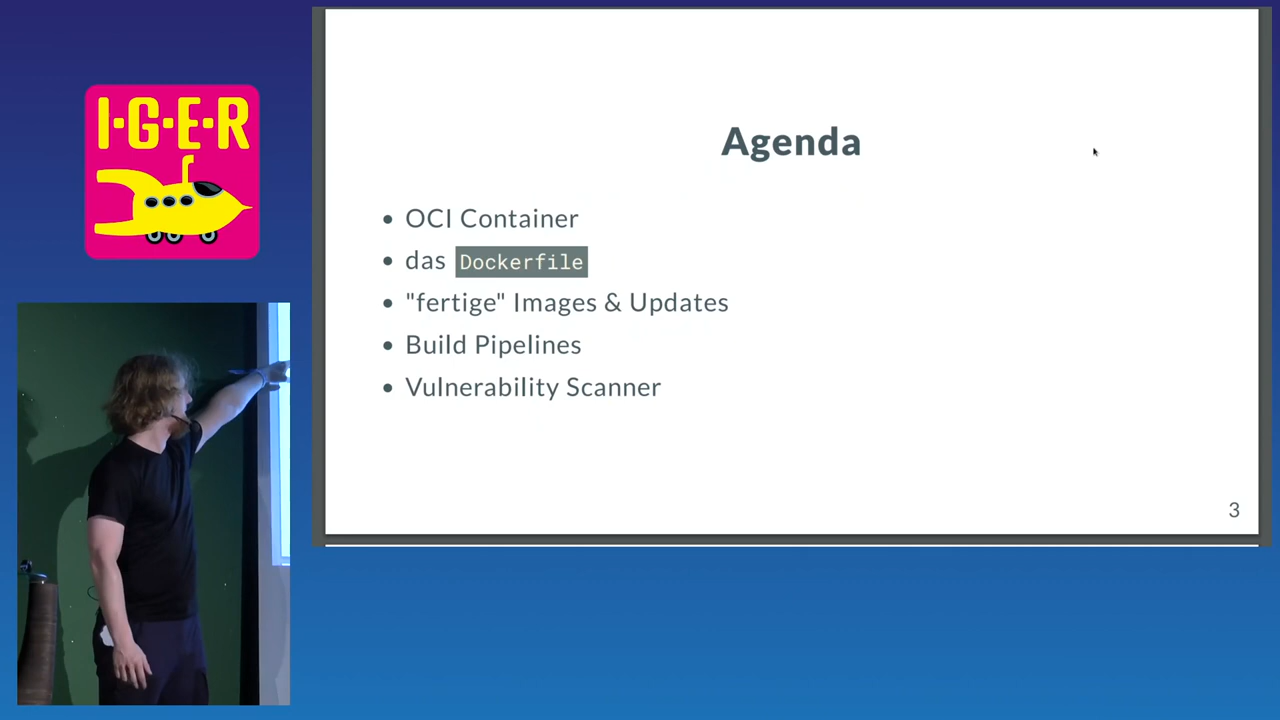 I·G·E·R
Agenda
OCI Container
das Dockerfile
"fertige" Images & Updates
Build Pipelines
Vulnerability Scanner
3